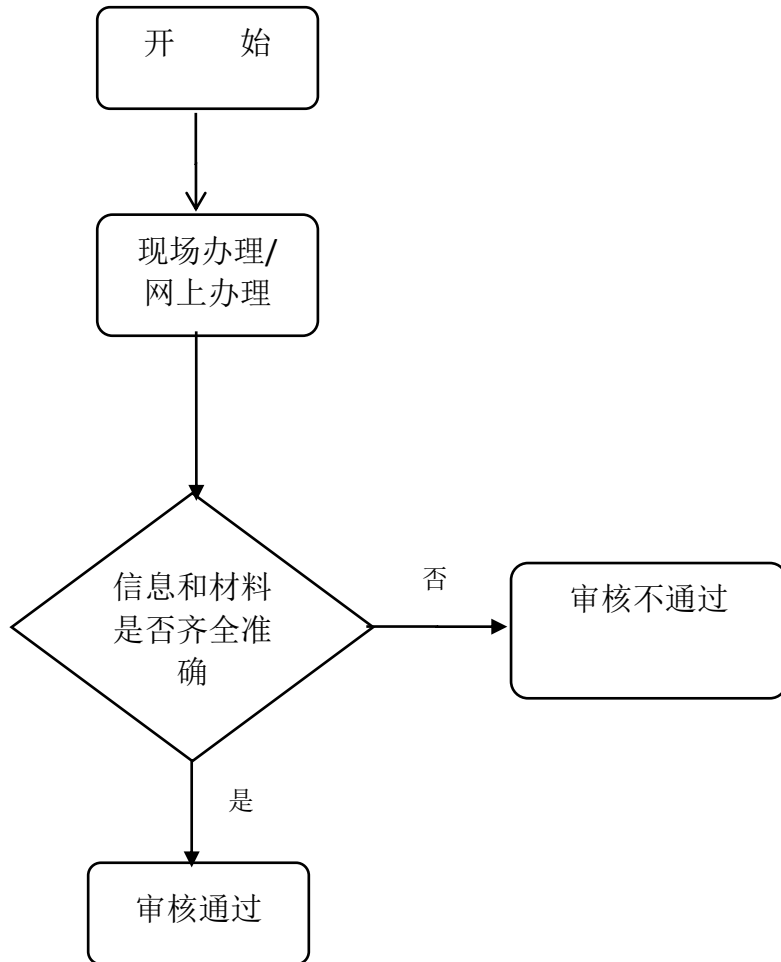 开 始
现场办理/
网上办理
信息和材料
是否齐全准
确
否
审核不通过
是
审核通过